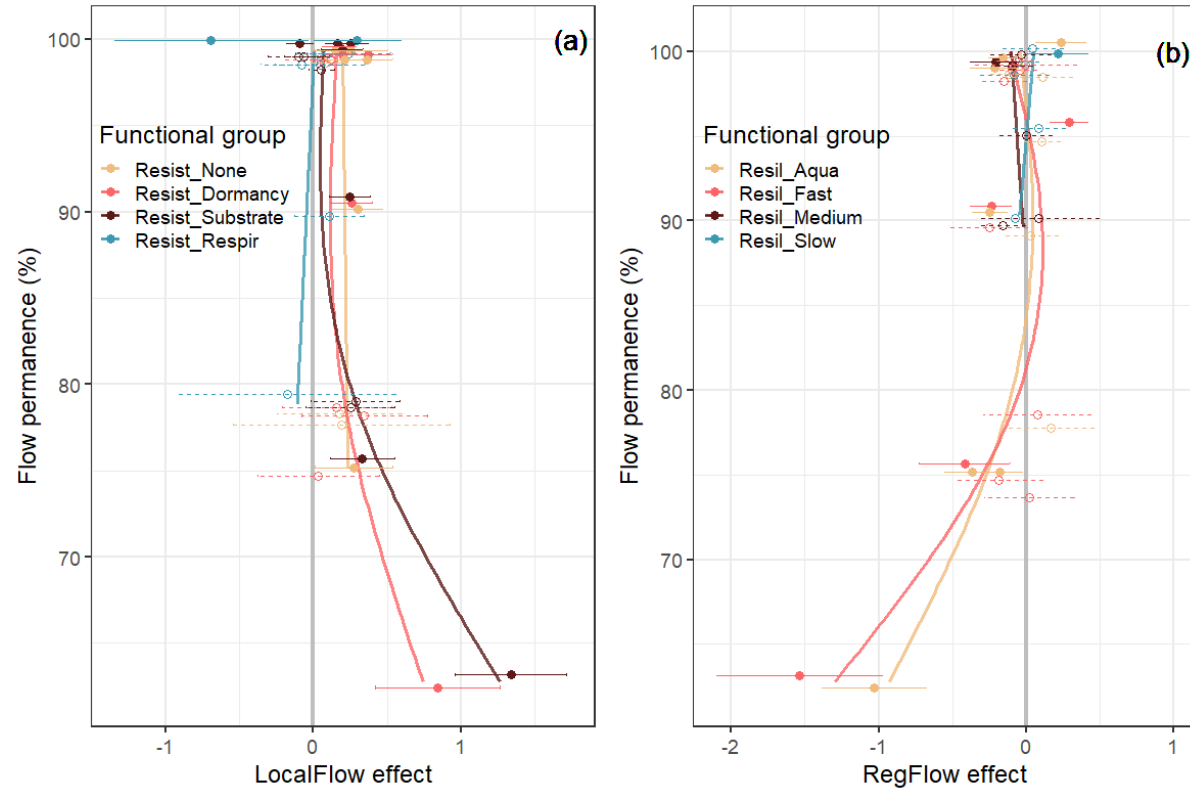 (a)
100
90
80
70
Flow permanence (%)
Functional group
Resist_None
Resist_Dormancy
Resist_Substrate
Resist_Respir
-1
0
1
LocalFlow effect
(b)
100
90
80
70
Flow permanence (%)
Functional group
Resil_Aqua
Resil_Fast
Resil_Medium
Resil_Slow
-2
-1
0
1
RegFlow effect